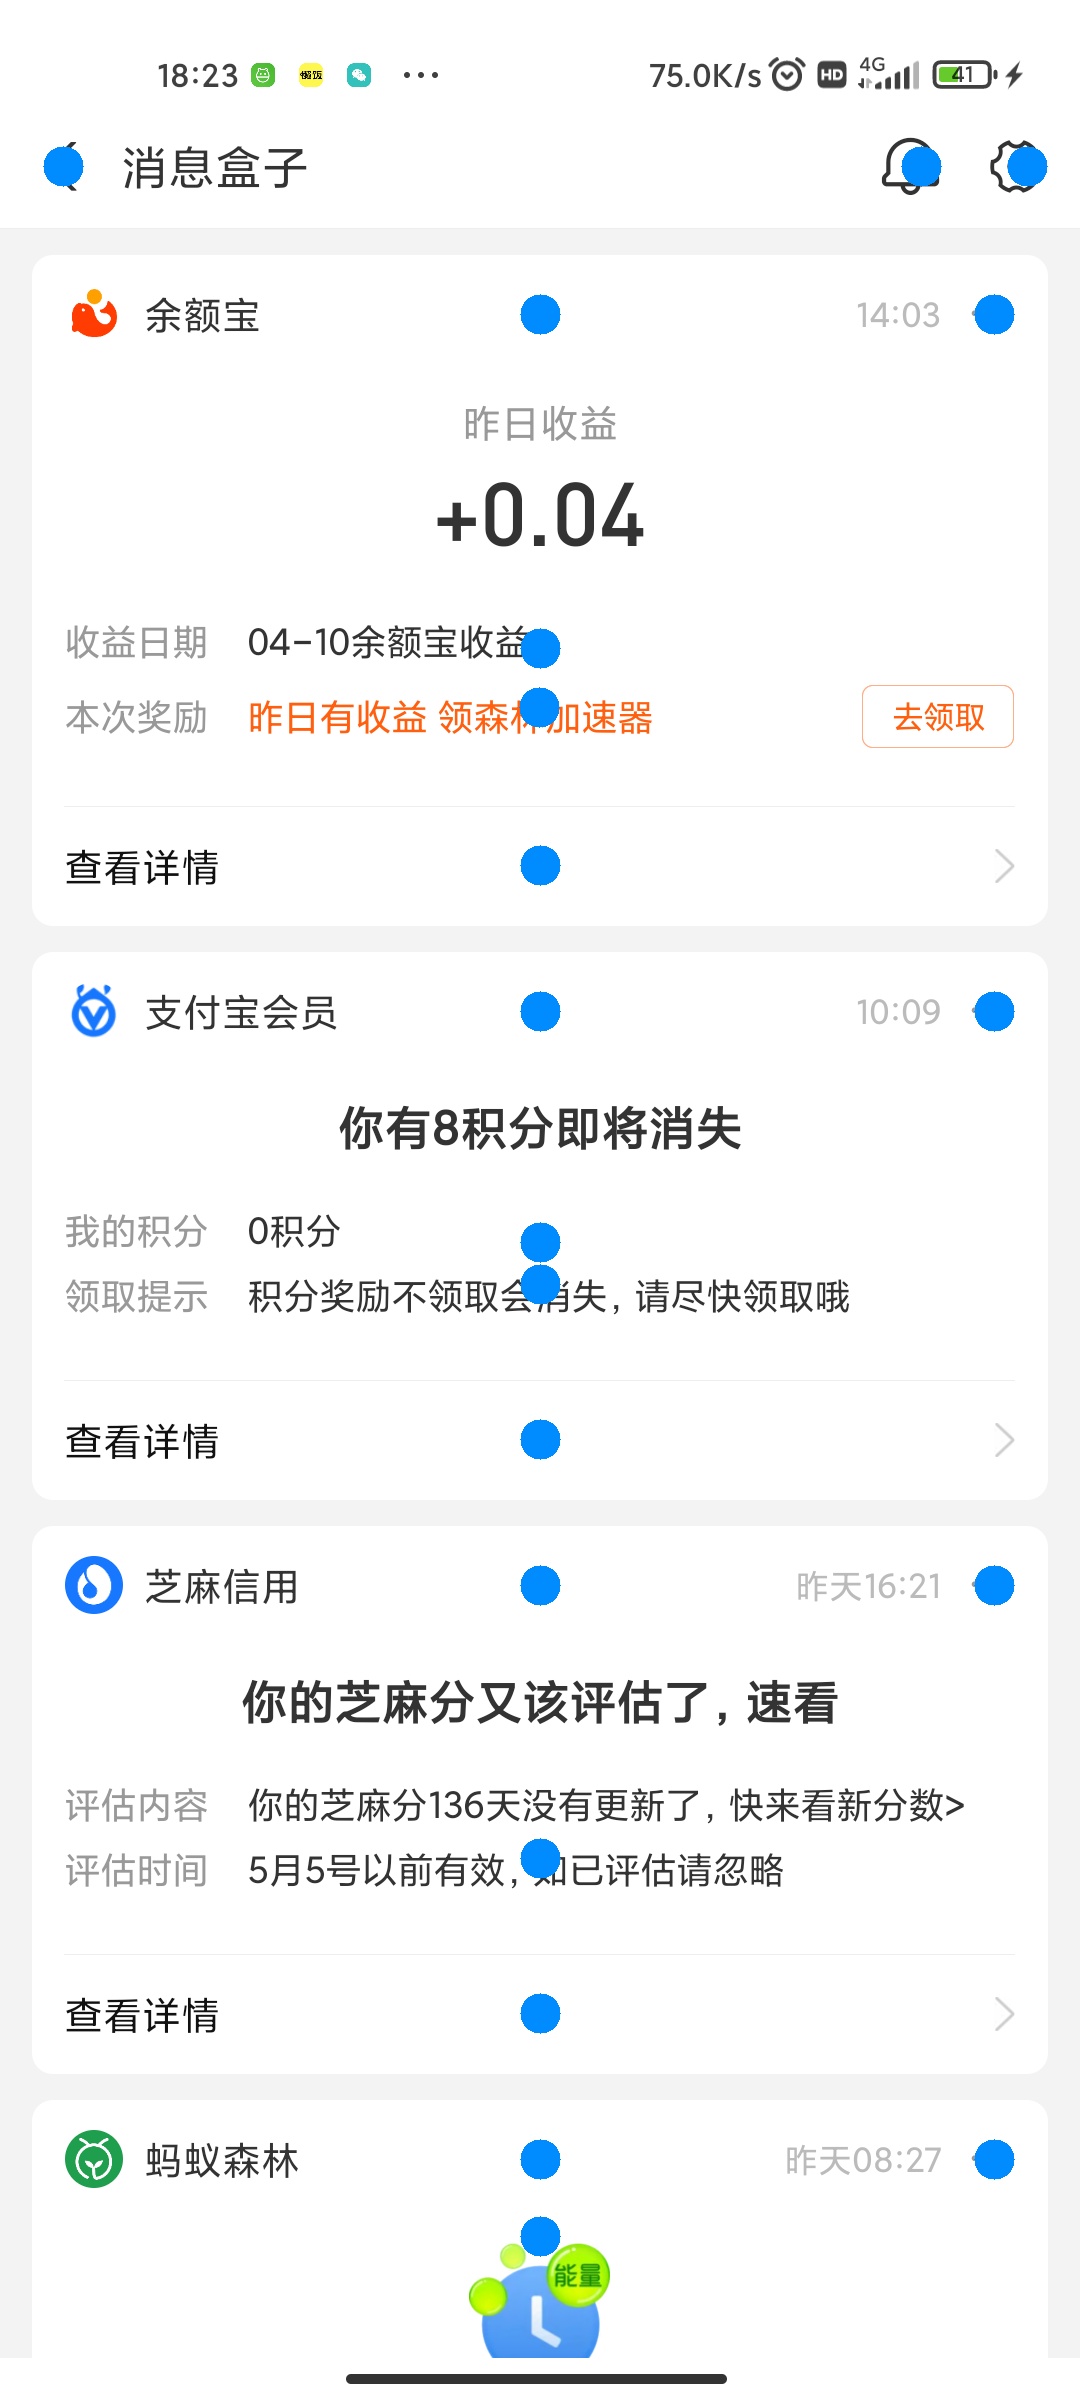 18:23 懒饭 ... 75.0K/s HD 4G 41
消息盒子
余额宝 14:03
昨日收益
+0.04
收益日期 04-10余额宝收益
本次奖励 昨日有收益 领森林加速器 去领取
查看详情
支付宝会员 10:09
你有8积分即将消失
我的积分 0积分
领取提示 积分奖励不领取会消失，请尽快领取哦
查看详情
芝麻信用 昨天16:21
你的芝麻分又该评估了，速看
评估内容 你的芝麻分136天没有更新了，快来看新分数>
评估时间 5月5号以前有效，如已评估请忽略
查看详情
蚂蚁森林 昨天08:27
能量